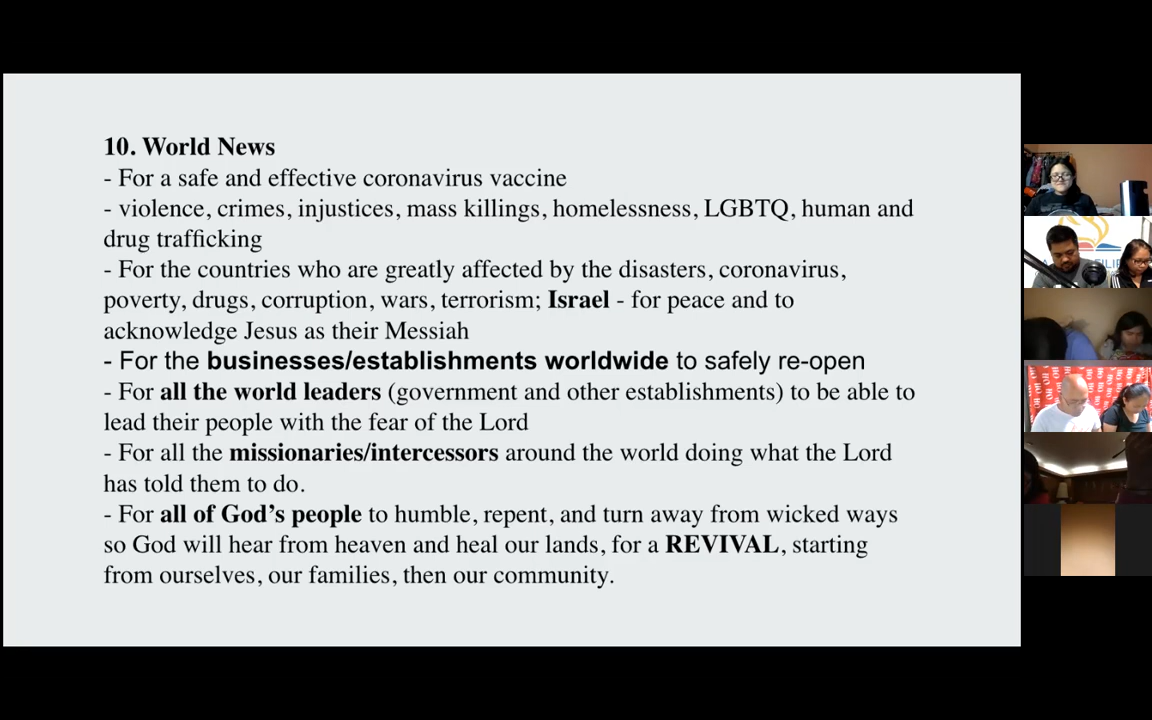 10. World News
- For a safe and effective coronavirus vaccine
- violence, crimes, injustices, mass killings, homelessness, LGBTQ, human and
drug trafficking
- For the countries who are greatly affected by the disasters, coronavirus,
poverty, drugs, corruption, wars, terrorism; Israel - for peace and to
acknowledge Jesus as their Messiah
- For the businesses/establishments worldwide to safely re-open
- For all the world leaders (government and other establishments) to be able to
lead their people with the fear of the Lord
- For all the missionaries/intercessors around the world doing what the Lord
has told them to do.
- For all of God’s people to humble, repent, and turn away from wicked ways
so God will hear from heaven and heal our lands, for a REVIVAL, starting
from ourselves, our families, then our community.